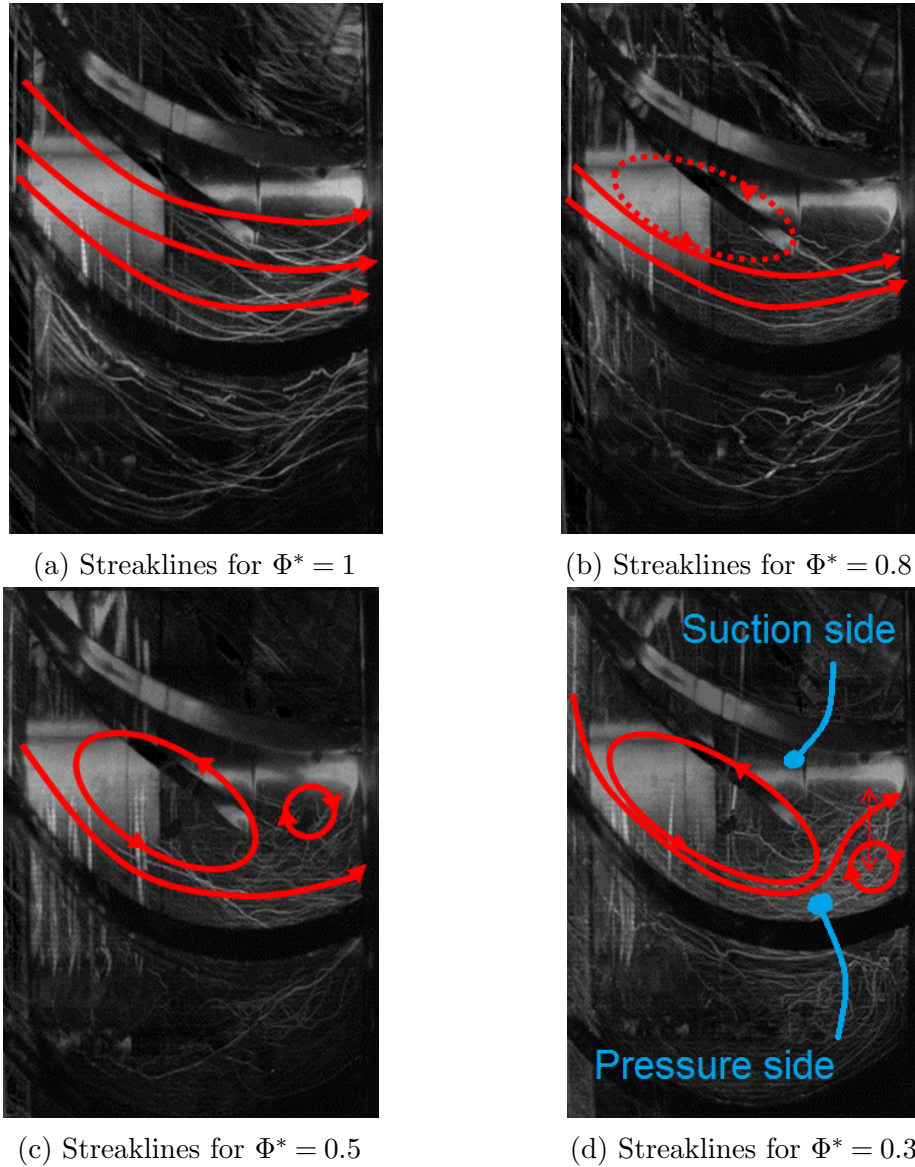 (a) Streaklines for Φ* = 1
(b) Streaklines for Φ* = 0.8
Suction side
Pressure side
(c) Streaklines for Φ* = 0.5
(d) Streaklines for Φ* = 0.3